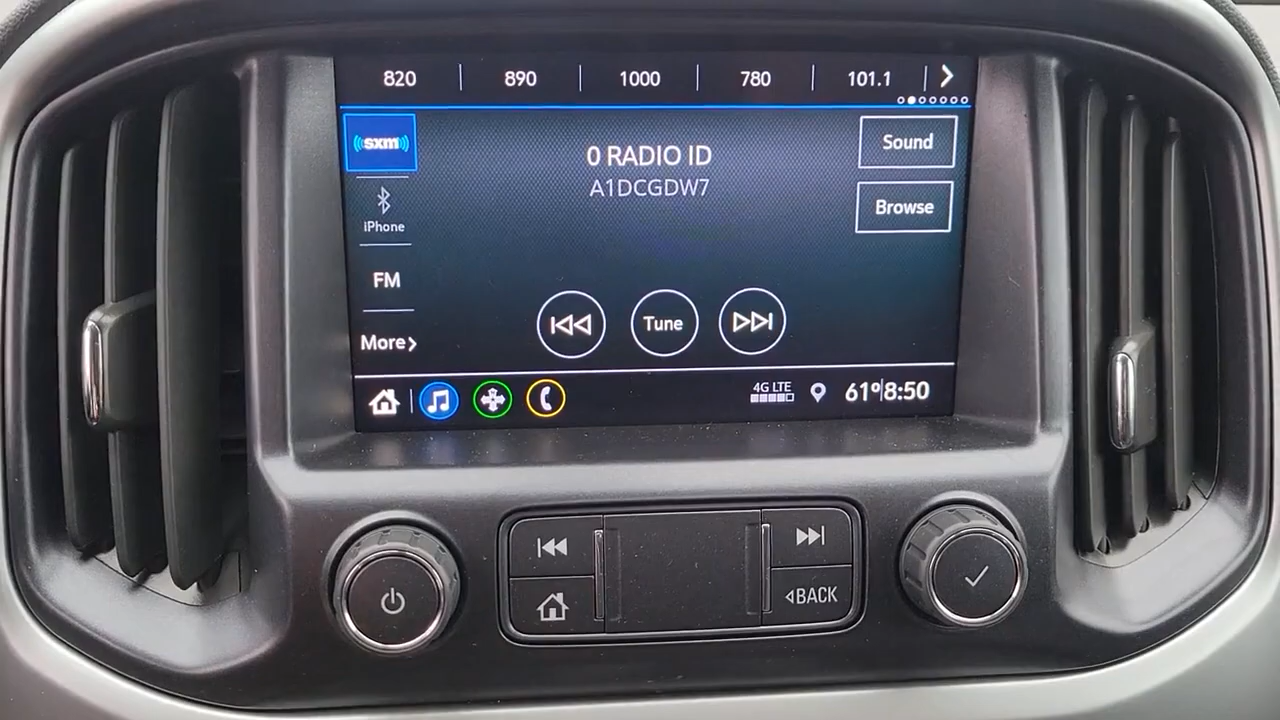 820 890 1000 780 101.1
sxm
0 RADIO ID
A1DCGDW7
Sound
Browse
iPhone
FM
More
Tune
4G LTE
61° 8:50
BACK